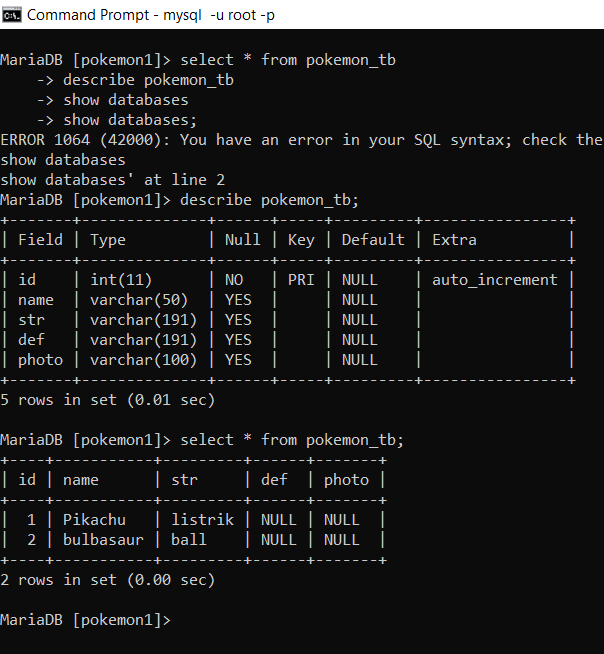 Command Prompt - mysql  -u root -p
MariaDB [pokemon1]> select * from pokemon_tb
    -> describe pokemon_tb
    -> show databases
    -> show databases;
ERROR 1064 (42000): You have an error in your SQL syntax; check the
show databases
show databases' at line 2
MariaDB [pokemon1]> describe pokemon_tb;
+-------+--------------+------+-----+---------+----------------+
| Field | Type         | Null | Key | Default | Extra          |
+-------+--------------+------+-----+---------+----------------+
| id    | int(11)      | NO   | PRI | NULL    | auto_increment |
| name  | varchar(50)  | YES  |     | NULL    |                |
| str   | varchar(191) | YES  |     | NULL    |                |
| def   | varchar(191) | YES  |     | NULL    |                |
| photo | varchar(100) | YES  |     | NULL    |                |
+-------+--------------+------+-----+---------+----------------+
5 rows in set (0.01 sec)
MariaDB [pokemon1]> select * from pokemon_tb;
+----+-----------+---------+------+-------+
| id | name      | str     | def  | photo |
+----+-----------+---------+------+-------+
|  1 | Pikachu   | listrik | NULL | NULL  |
|  2 | bulbasaur | ball    | NULL | NULL  |
+----+-----------+---------+------+-------+
2 rows in set (0.00 sec)
MariaDB [pokemon1]>